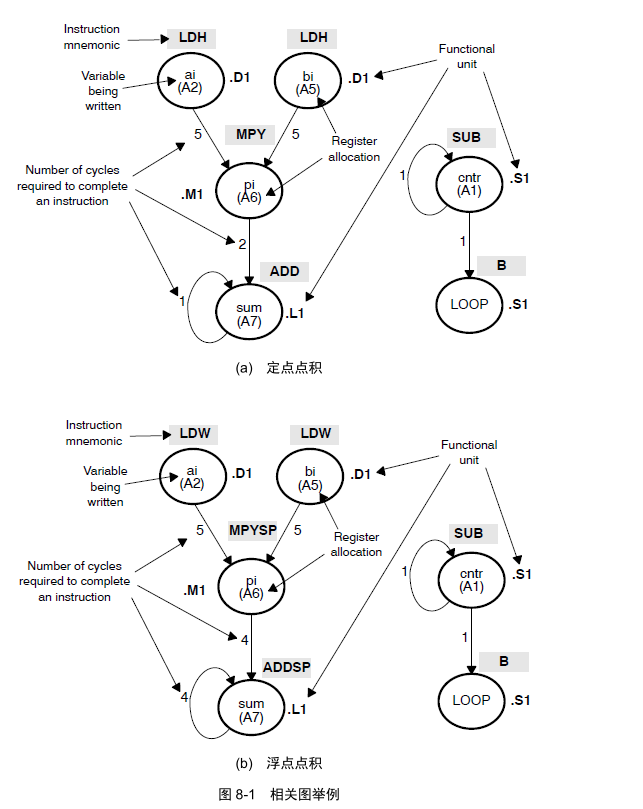 Instruction
mnemonic
LDH
LDH
Functional
unit
Variable
being
written
ai
(A2)
.D1
bi
(A5)
.D1
5
MPY
5
Register
allocation
SUB
Number of cycles
required to complete
an instruction
.M1
pi
(A6)
1
cntr
(A1)
.S1
2
1
ADD
B
1
sum
(A7)
.L1
LOOP
.S1
(a) 定点点积
Instruction
mnemonic
LDW
LDW
Functional
unit
Variable
being
written
ai
(A2)
.D1
bi
(A5)
.D1
5
MPYSP
5
Register
allocation
SUB
Number of cycles
required to complete
an instruction
.M1
pi
(A6)
1
cntr
(A1)
.S1
4
1
ADDSP
B
4
sum
(A7)
.L1
LOOP
.S1
(b) 浮点点积
图 8-1 相关图举例